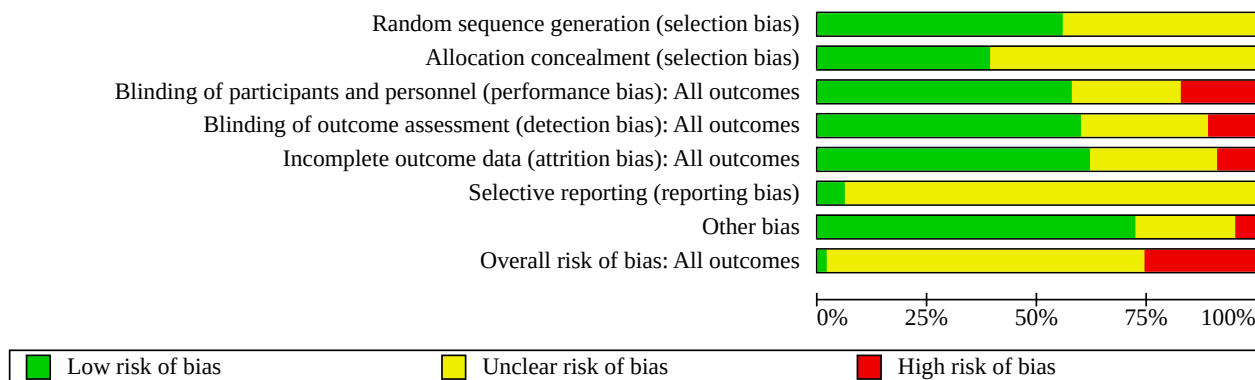 Random sequence generation (selection bias)
Allocation concealment (selection bias)
Blinding of participants and personnel (performance bias): All outcomes
Blinding of outcome assessment (detection bias): All outcomes
Incomplete outcome data (attrition bias): All outcomes
Selective reporting (reporting bias)
Other bias
Overall risk of bias: All outcomes
0% 25% 50% 75% 100%
Low risk of bias Unclear risk of bias High risk of bias